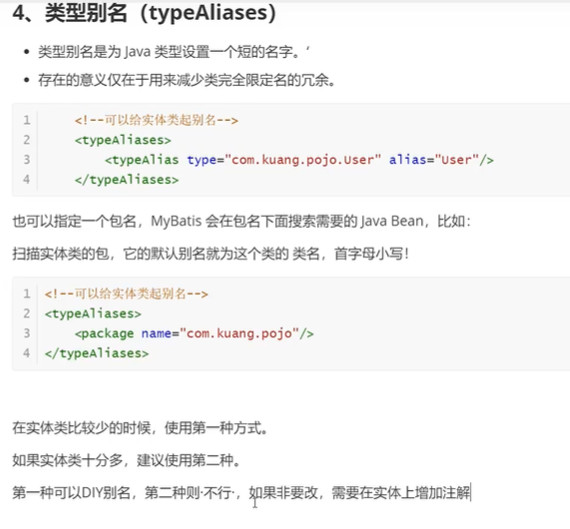 4、类型别名（typeAliases）
• 类型别名是为 Java 类型设置一个短的名字。‘
• 存在的意义仅在于用来减少类完全限定名的冗余。
1 <!--可以给实体类起别名-->
2 <typeAliases>
3 <typeAlias type="com.kuang.pojo.User" alias="User"/>
4 </typeAliases>
也可以指定一个包名，MyBatis 会在包名下面搜索需要的 Java Bean，比如：
扫描实体类的包，它的默认别名就为这个类的 类名，首字母小写！
1 <!--可以给实体类起别名-->
2 <typeAliases>
3 <package name="com.kuang.pojo"/>
4 </typeAliases>
在实体类比较少的时候，使用第一种方式。
如果实体类十分多，建议使用第二种。
第一种可以DIY别名，第二种则·不行·，如果非要改，需要在实体上增加注解